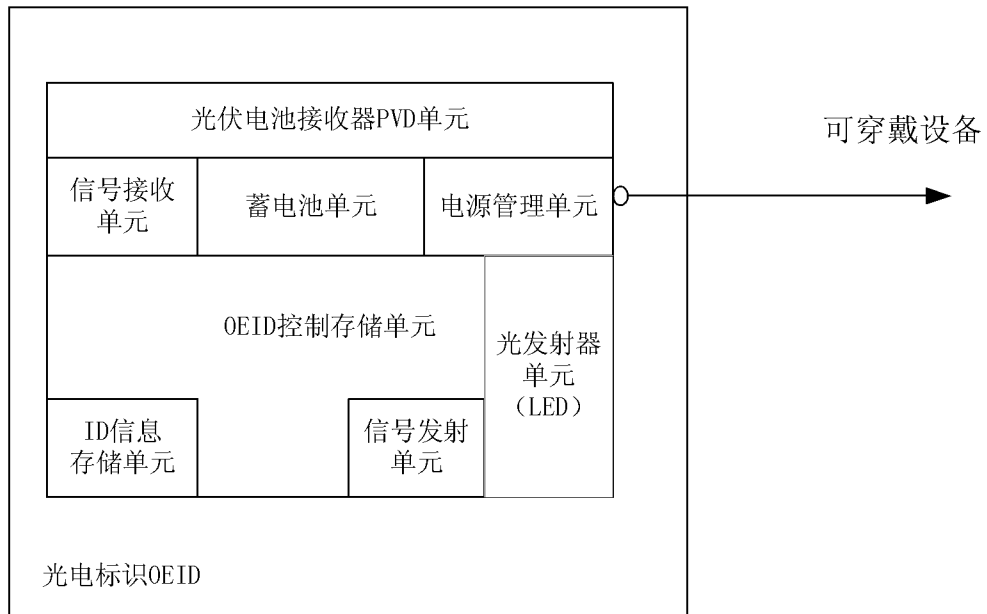 光伏电池接收器PVD单元
可穿戴设备
信号接收
单元
蓄电池单元
电源管理单元
OEID控制存储单元
光发射器
单元
（LED）
ID信息
存储单元
信号发射
单元
光电标识OEID